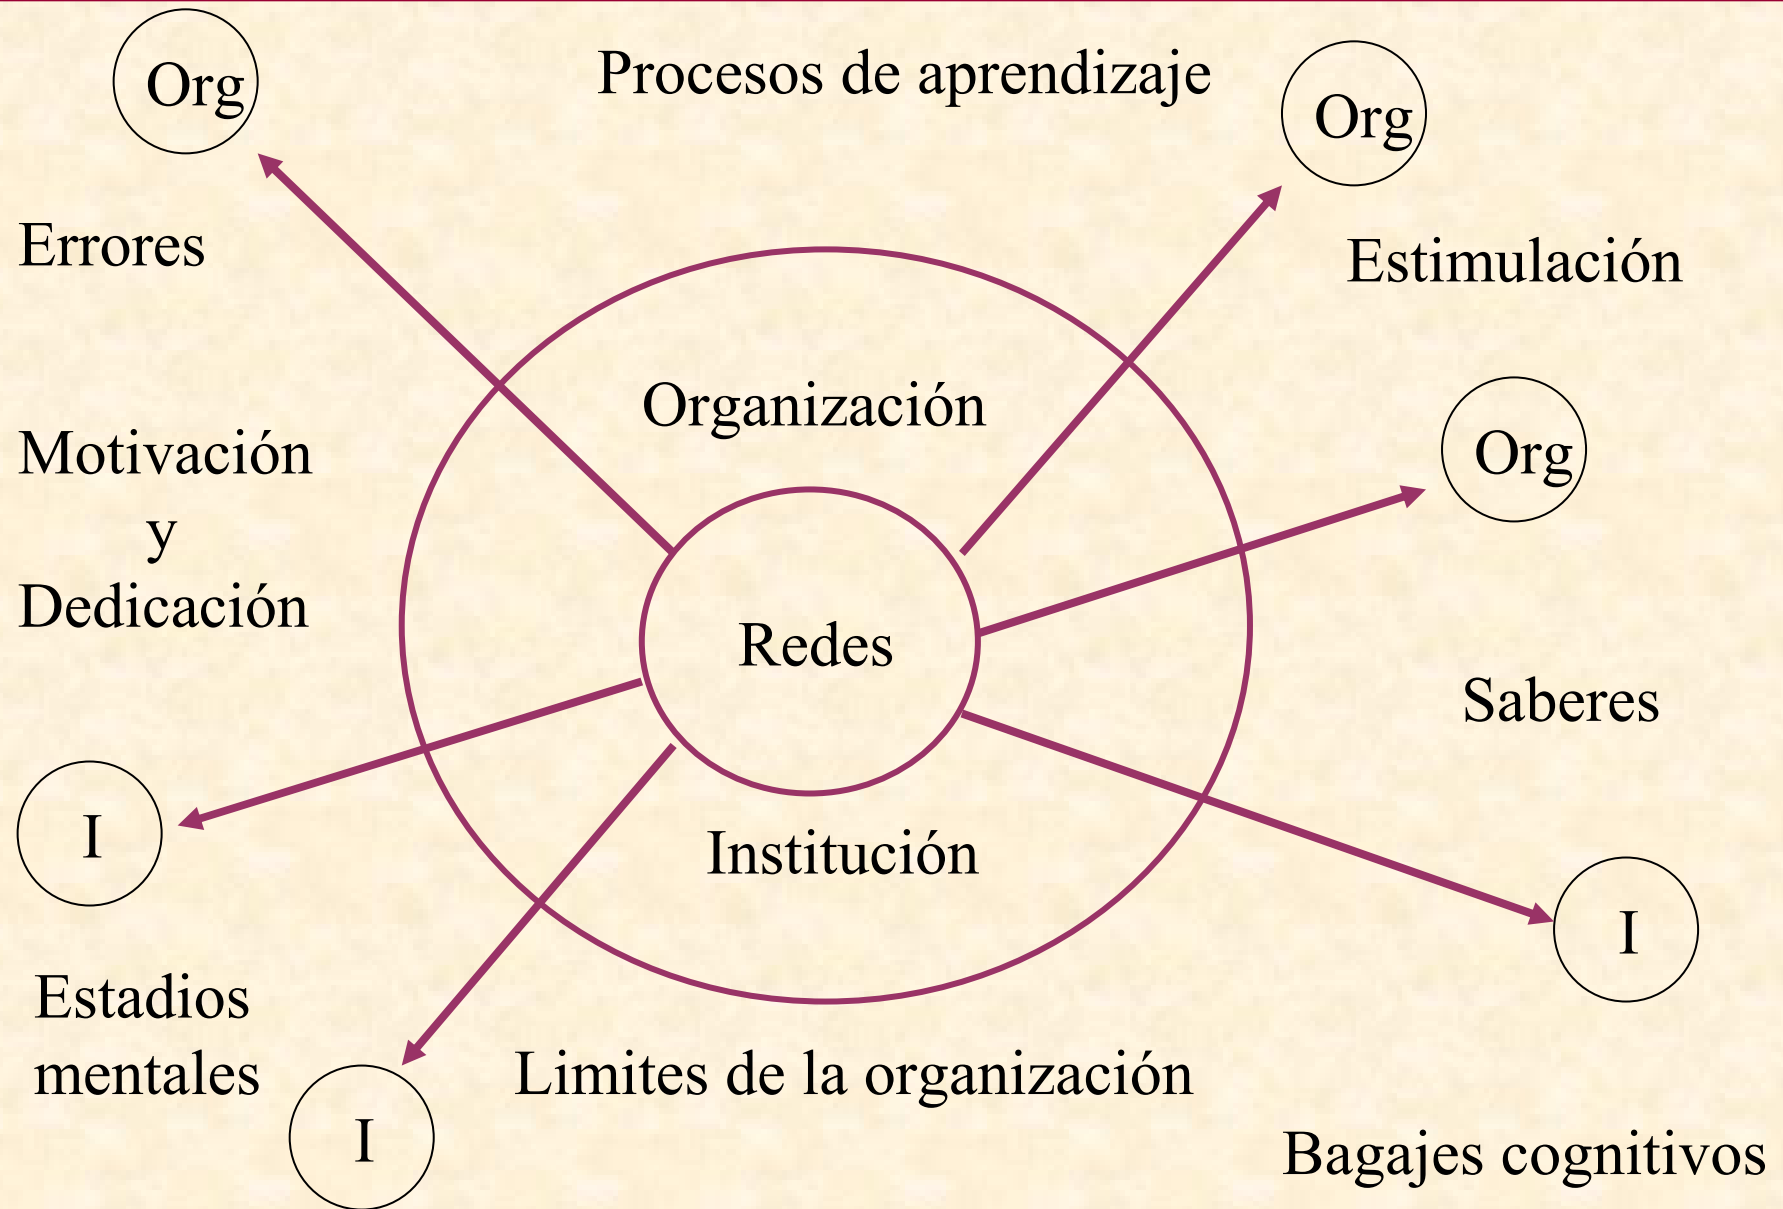 Org
Procesos de aprendizaje
Org
Errores
Estimulación
Organización
Org
Motivación
y
Dedicación
Redes
Saberes
I
Institución
I
Estadios
mentales
I
Limites de la organización
Bagajes cognitivos